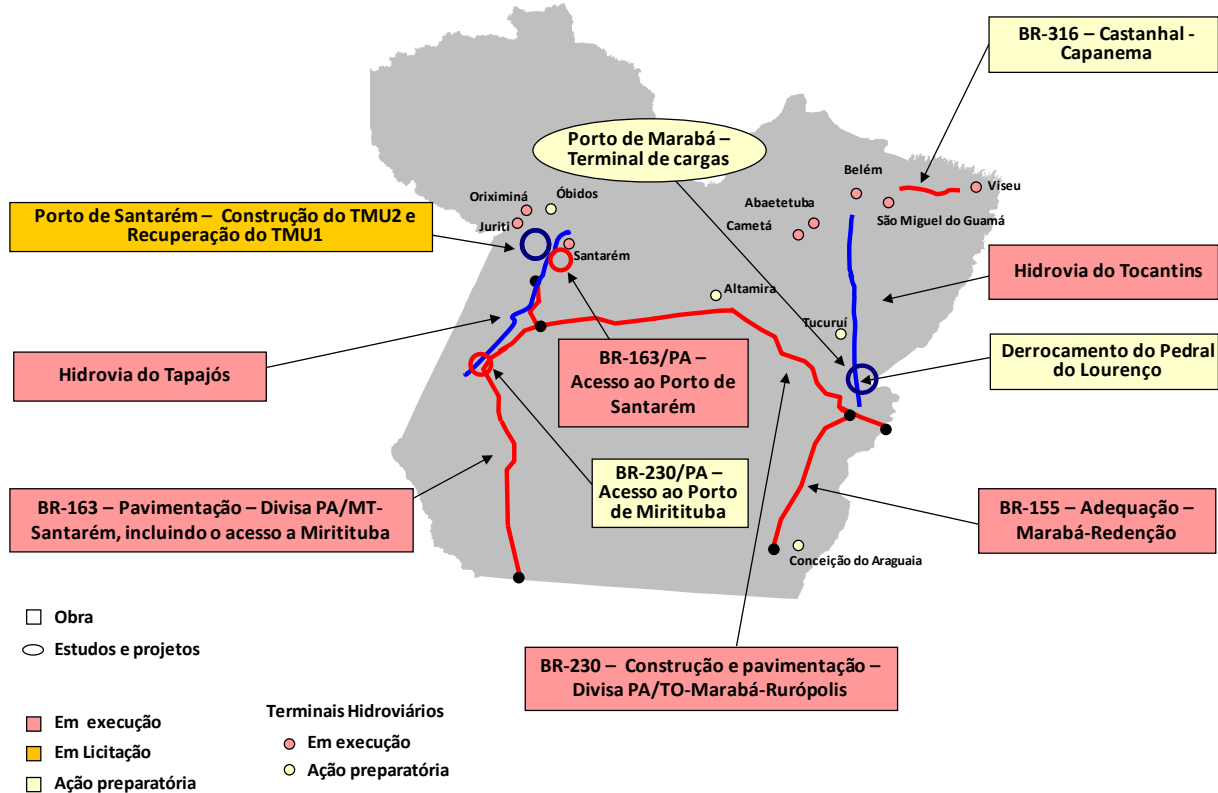 BR-316 – Castanhal -
Capanema
Porto de Marabá –
Terminal de cargas
Belém
Viseu
Oriximiná
Óbidos
Abaetetuba
São Miguel do Guamá
Porto de Santarém – Construção do TMU2 e
Recuperação do TMU1
Juriti
Cametá
Santarém
Hidrovia do Tocantins
Altamira
Tucuruí
Hidrovia do Tapajós
BR-163/PA –
Acesso ao Porto de
Santarém
Derrocamento do Pedral
do Lourenço
BR-230/PA –
Acesso ao Porto
de Miritituba
BR-163 – Pavimentação – Divisa PA/MT-
Santarém, incluindo o acesso a Miritituba
BR-155 – Adequação –
Marabá-Redenção
Conceição do Araguaia
Obra
Estudos e projetos
BR-230 – Construção e pavimentação –
Divisa PA/TO-Marabá-Rurópolis
Em execução
Em Licitação
Ação preparatória
Terminais Hidroviários
Em execução
Ação preparatória